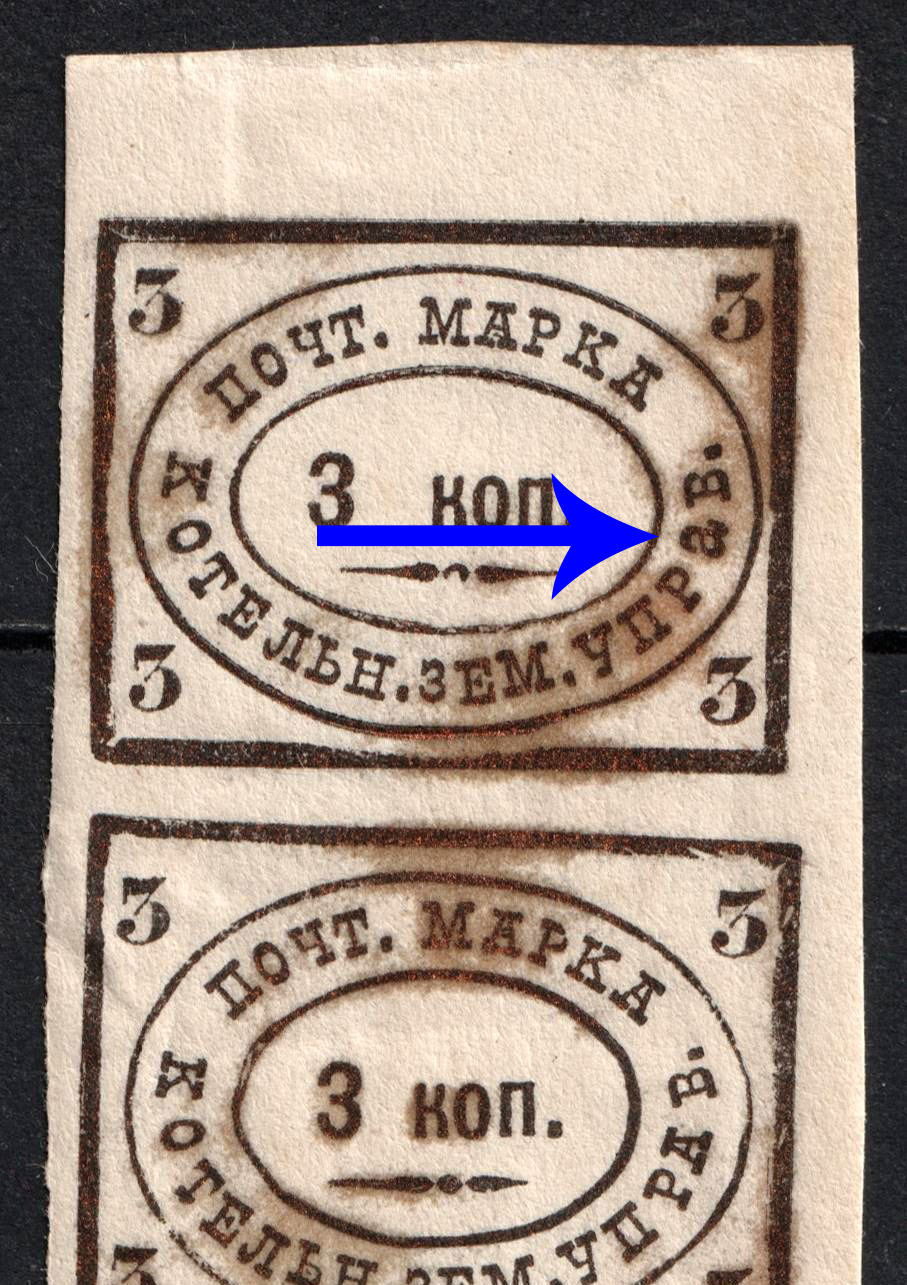 3 3
ПОЧТ. МАРКА
3 коп
КОТЕЛЬН.ЗЕМ.УПРаВ.
3 3
3 3
ПОЧТ. МАРКА
3 коп.
КОТЕЛЬН.ЗЕМ.УПРАВ.
3